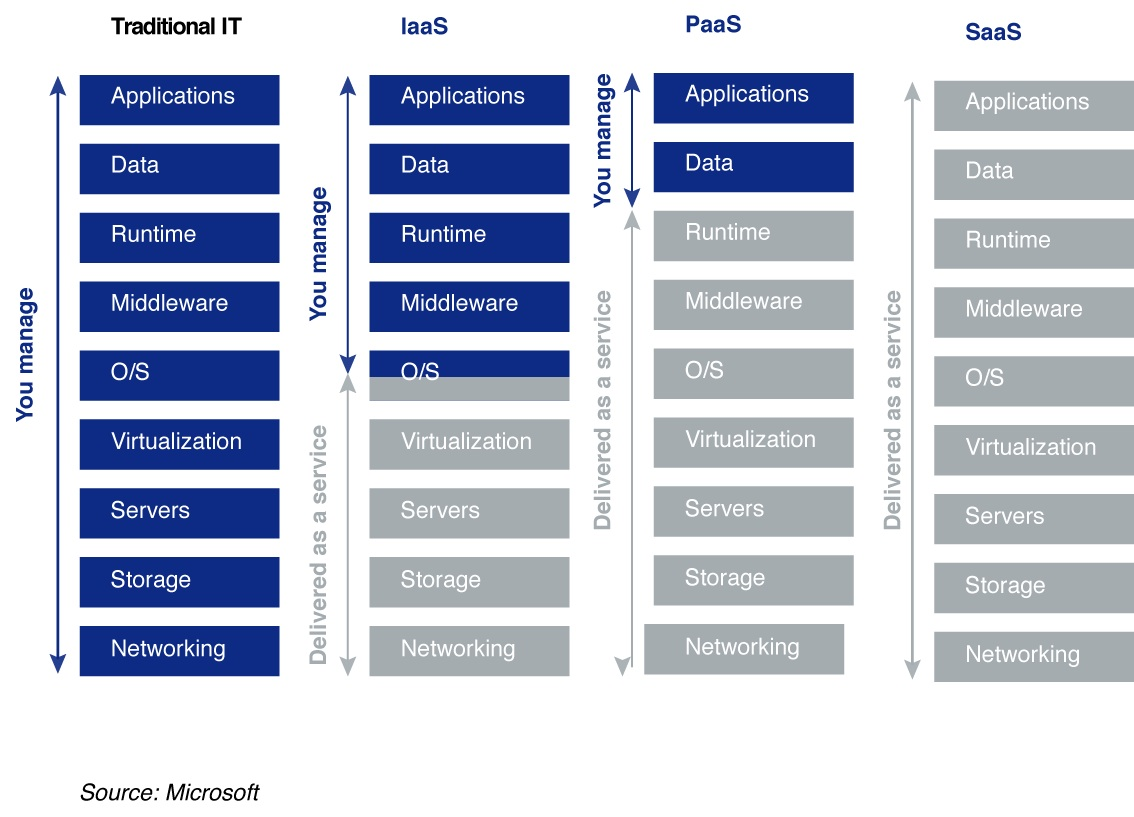 Traditional IT
IaaS
PaaS
SaaS
You manage
Applications
Data
Runtime
Middleware
O/S
Virtualization
Servers
Storage
Networking
You manage
Delivered as a service
Applications
Data
Runtime
Middleware
O/S
Virtualization
Servers
Storage
Networking
You manage
Delivered as a service
Applications
Data
Runtime
Middleware
O/S
Virtualization
Servers
Storage
Networking
Delivered as a service
Applications
Data
Runtime
Middleware
O/S
Virtualization
Servers
Storage
Networking
Source: Microsoft